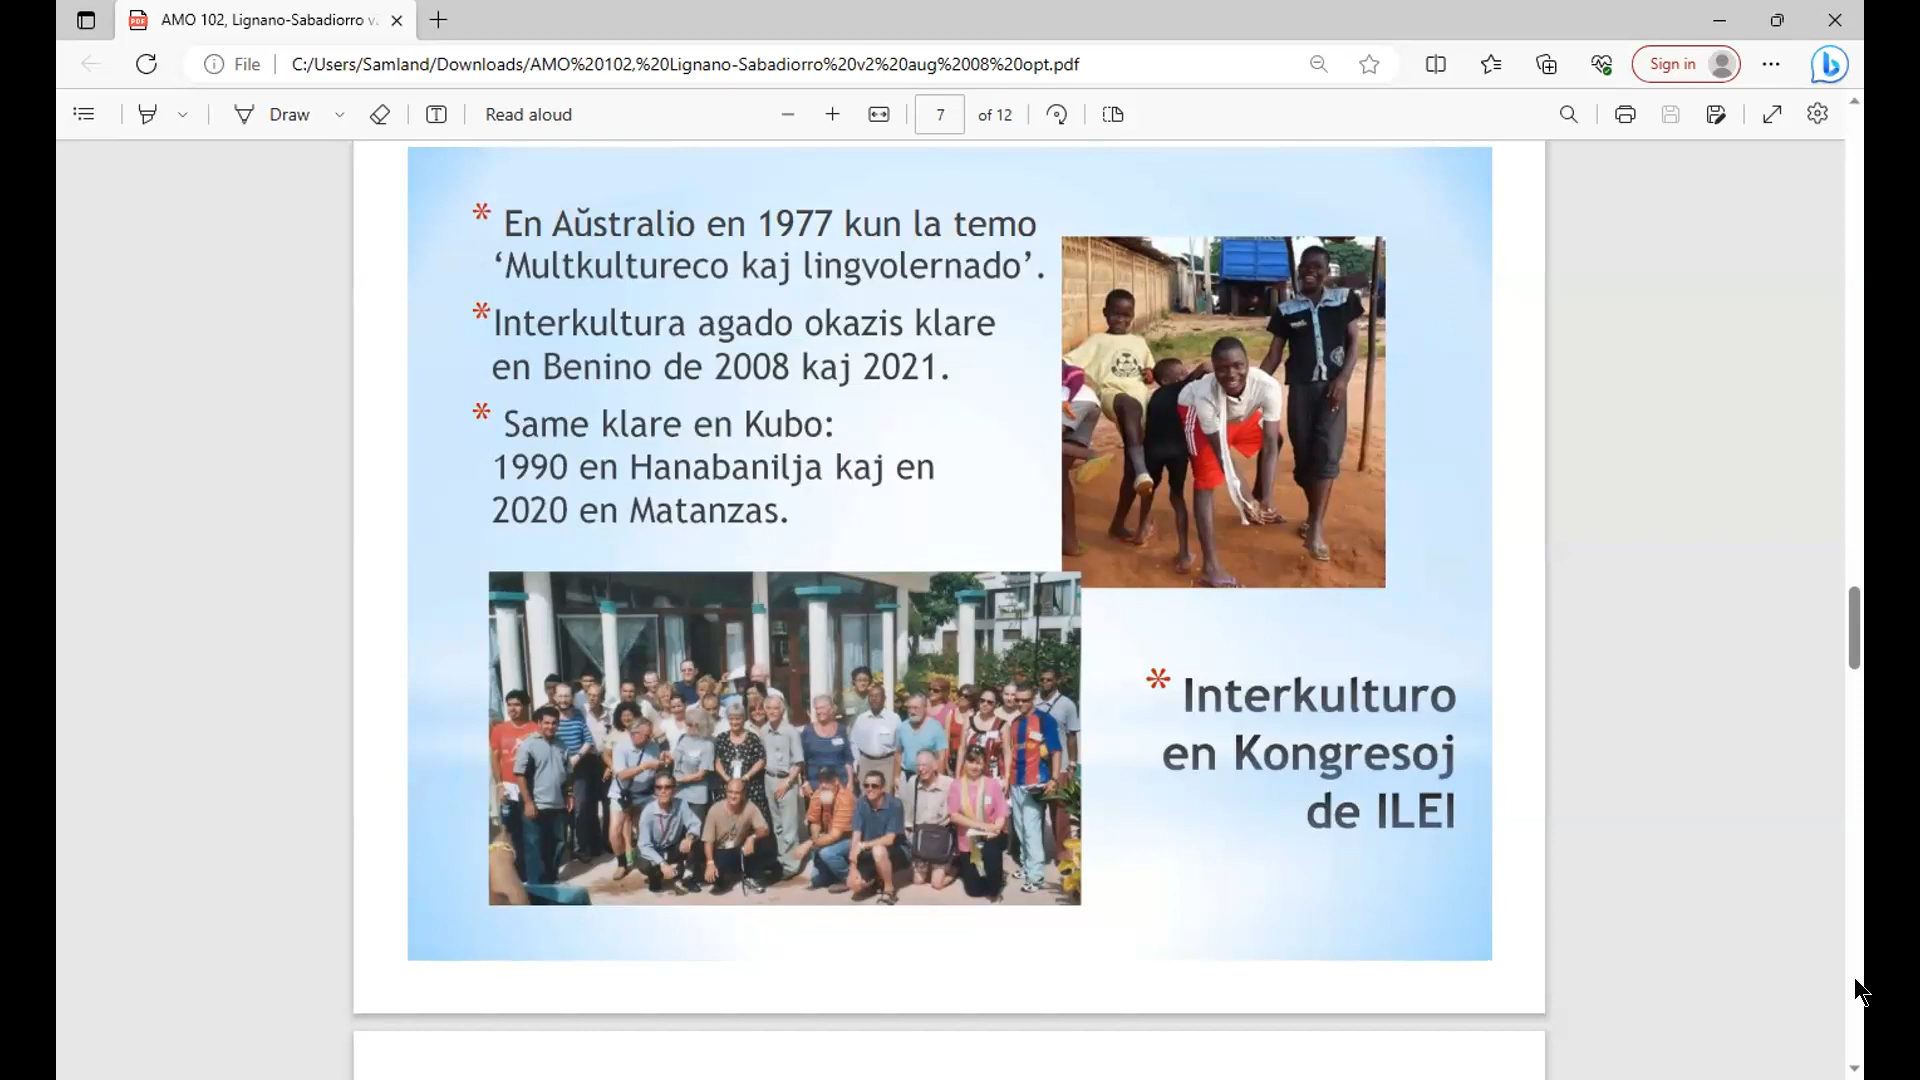 AMO 102, Lignano-Sabadiorro v
File
C:/Users/Samland/Downloads/AMO%20102,%20Lignano-Sabadiorro%20v2%20aug%2008%20opt.pdf
Sign in
Draw
Read aloud
7 of 12
* En Aŭstralio en 1977 kun la temo
‘Multkultureco kaj lingvolernado’.
*Interkultura agado okazis klare
en Benino de 2008 kaj 2021.
* Same klare en Kubo:
1990 en Hanabanilja kaj en
2020 en Matanzas.
* Interkulturo
en Kongresoj
de ILEI